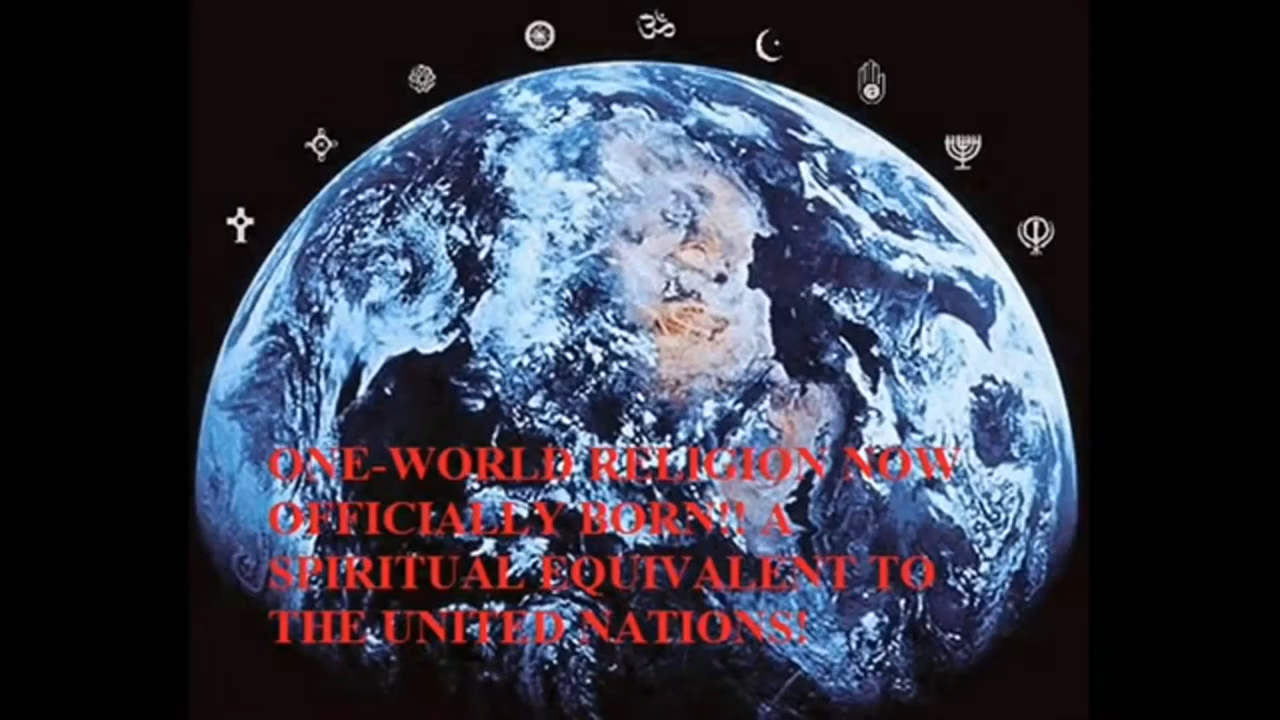 ONE-WORLD RELIGION NOW
OFFICIALLY BORN!! A
SPIRITUAL EQUIVALENT TO
THE UNITED NATIONS!